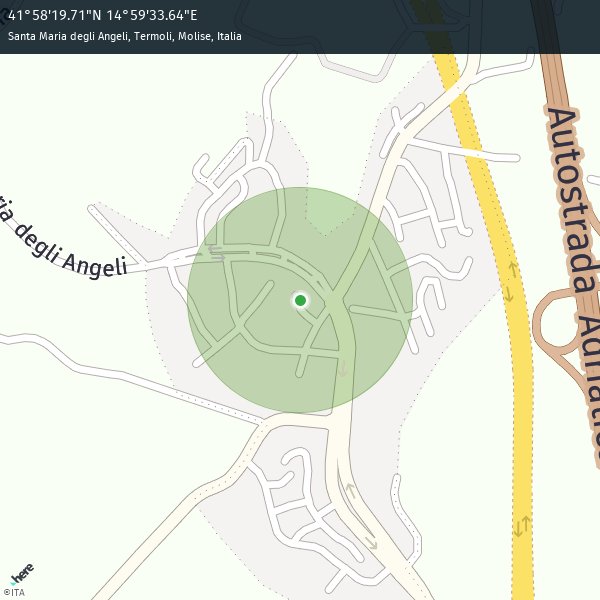 41°58'19.71"N 14°59'33.64"E
Santa Maria degli Angeli, Termoli, Molise, Italia
degli Angeli
Autostrada
here
©ITA